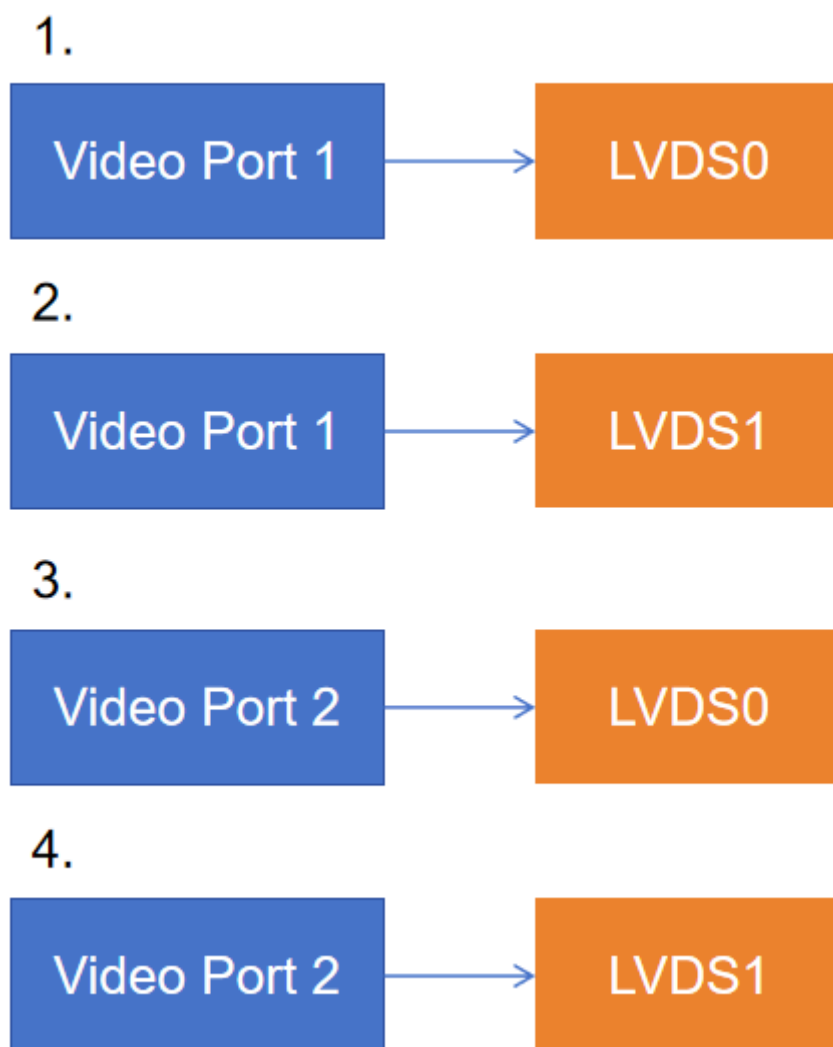 1.
Video Port 1 LVDS0
2.
Video Port 1 LVDS1
3.
Video Port 2 LVDS0
4.
Video Port 2 LVDS1